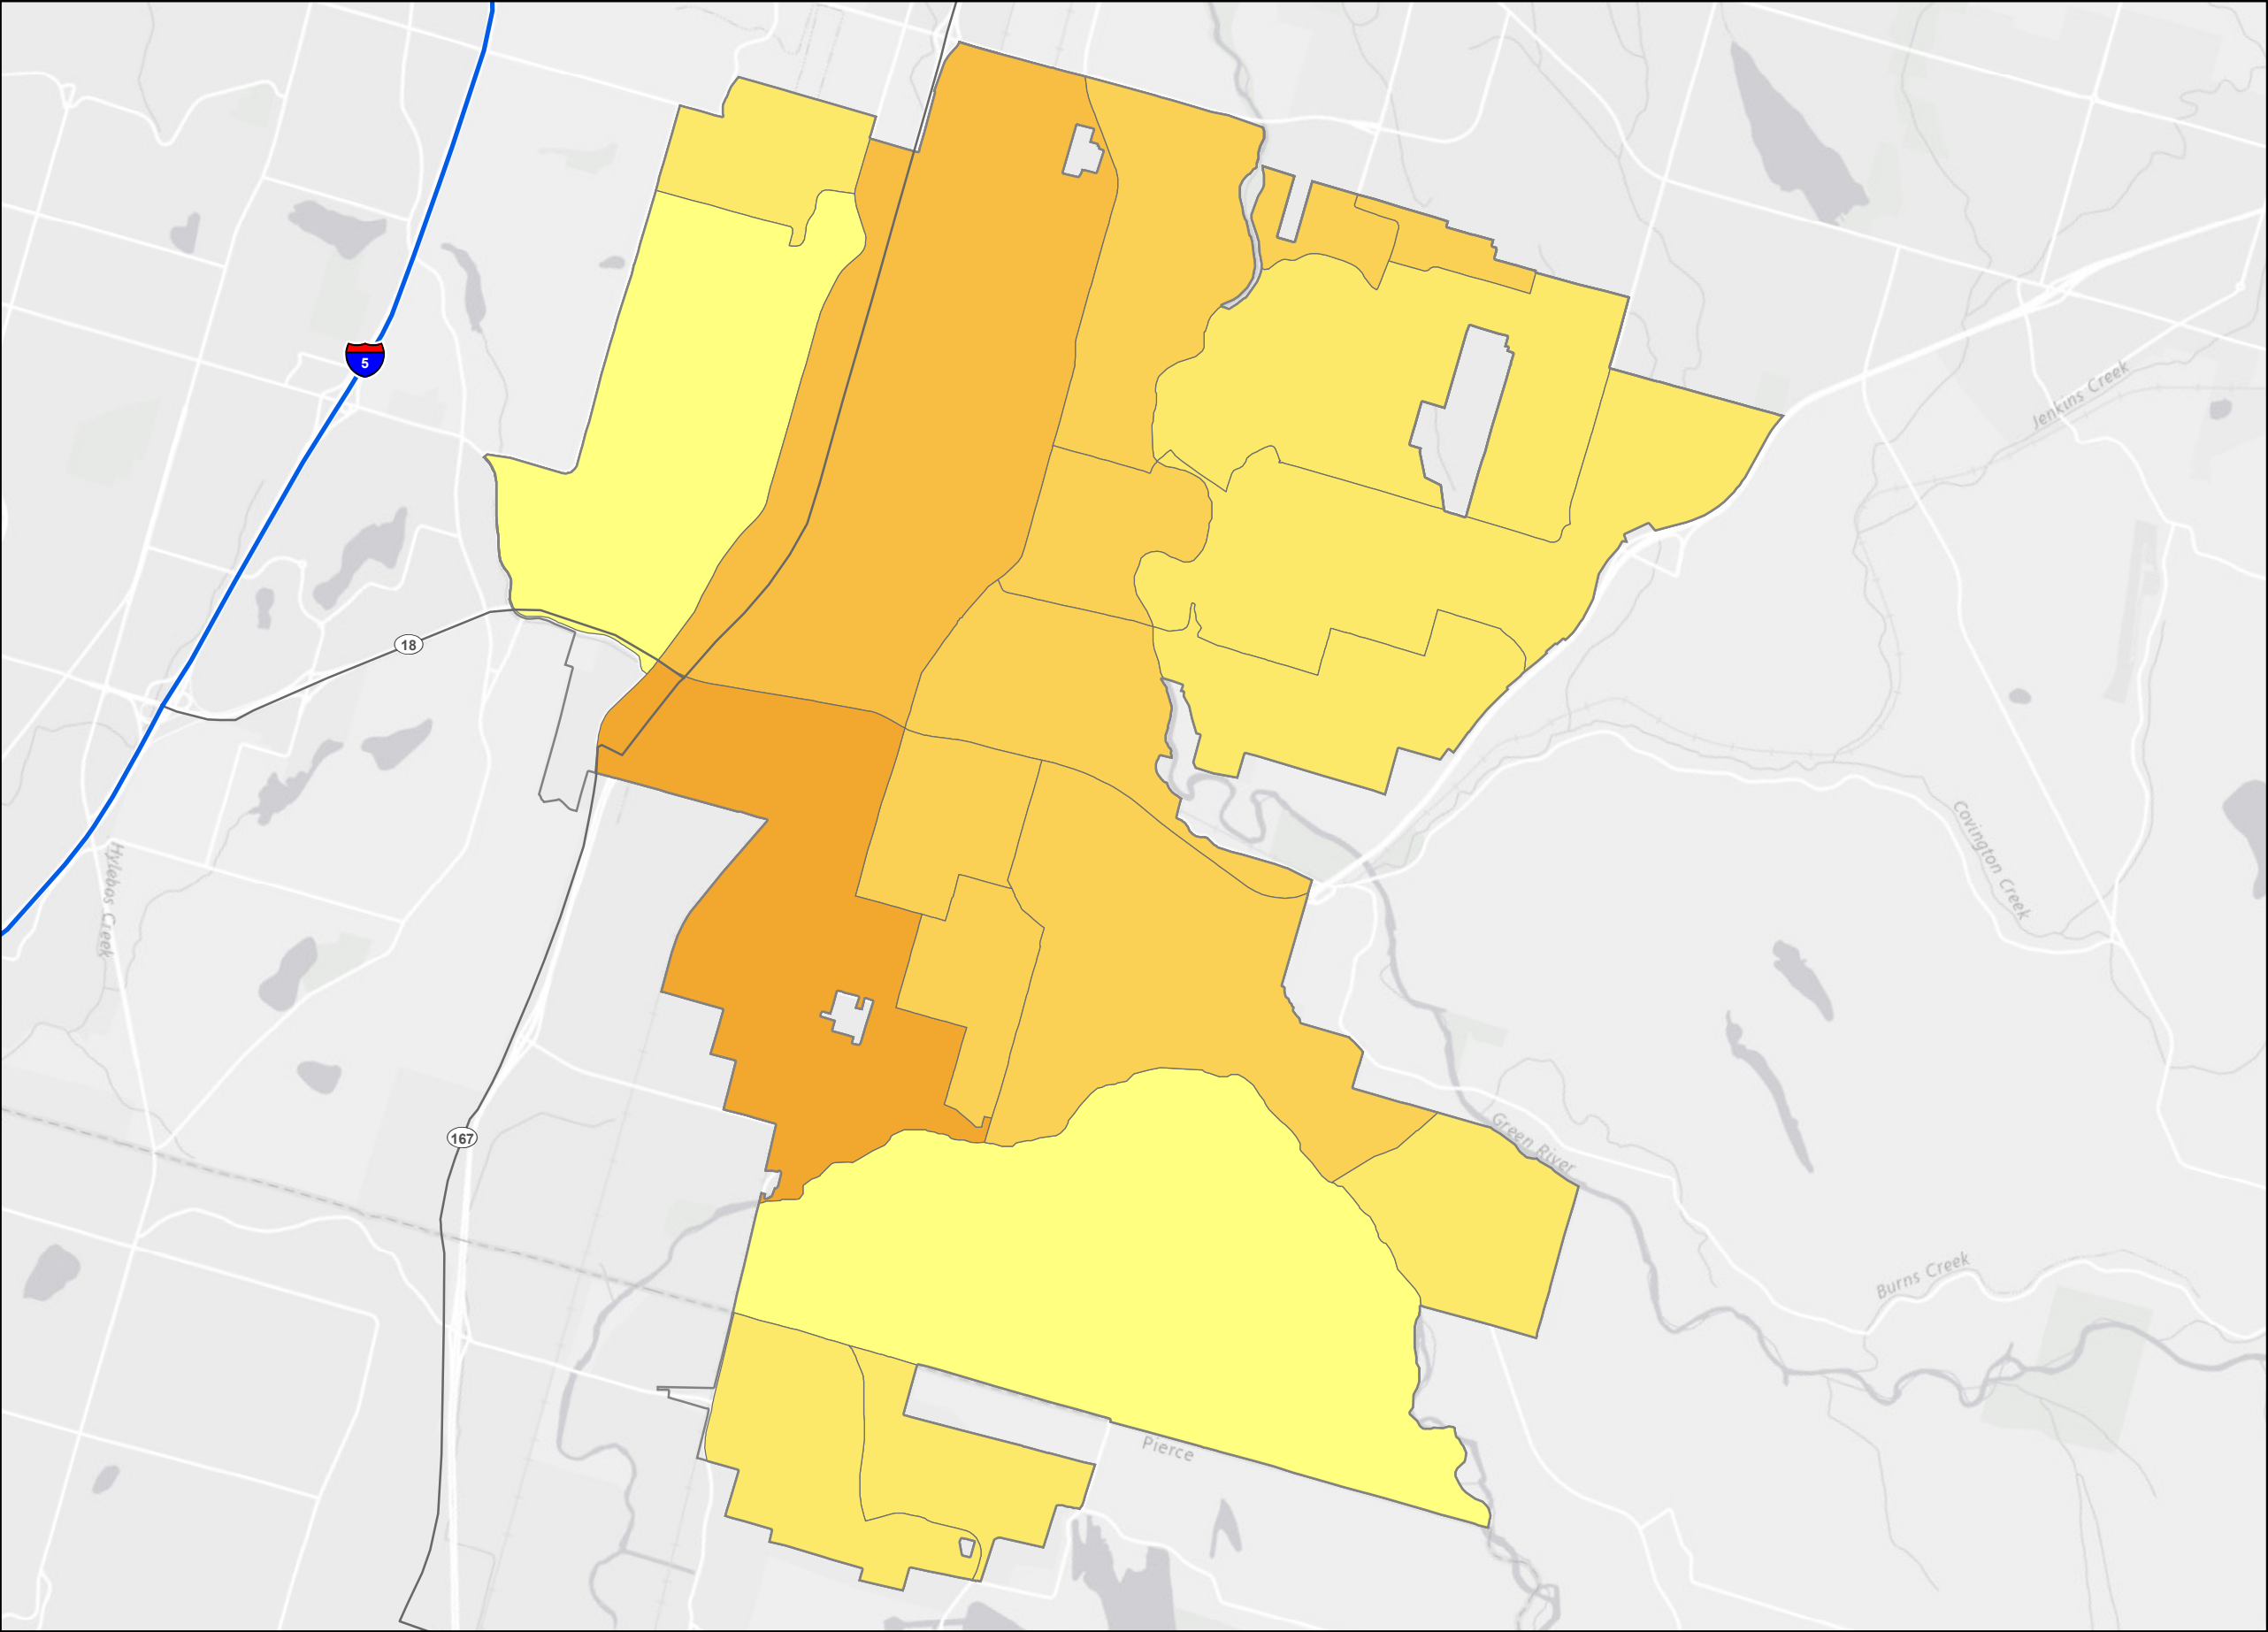 5
Jenkins Creek
18
Covington Creek
Hylebos Creek
Green River
167
Burns Creek
Pierce